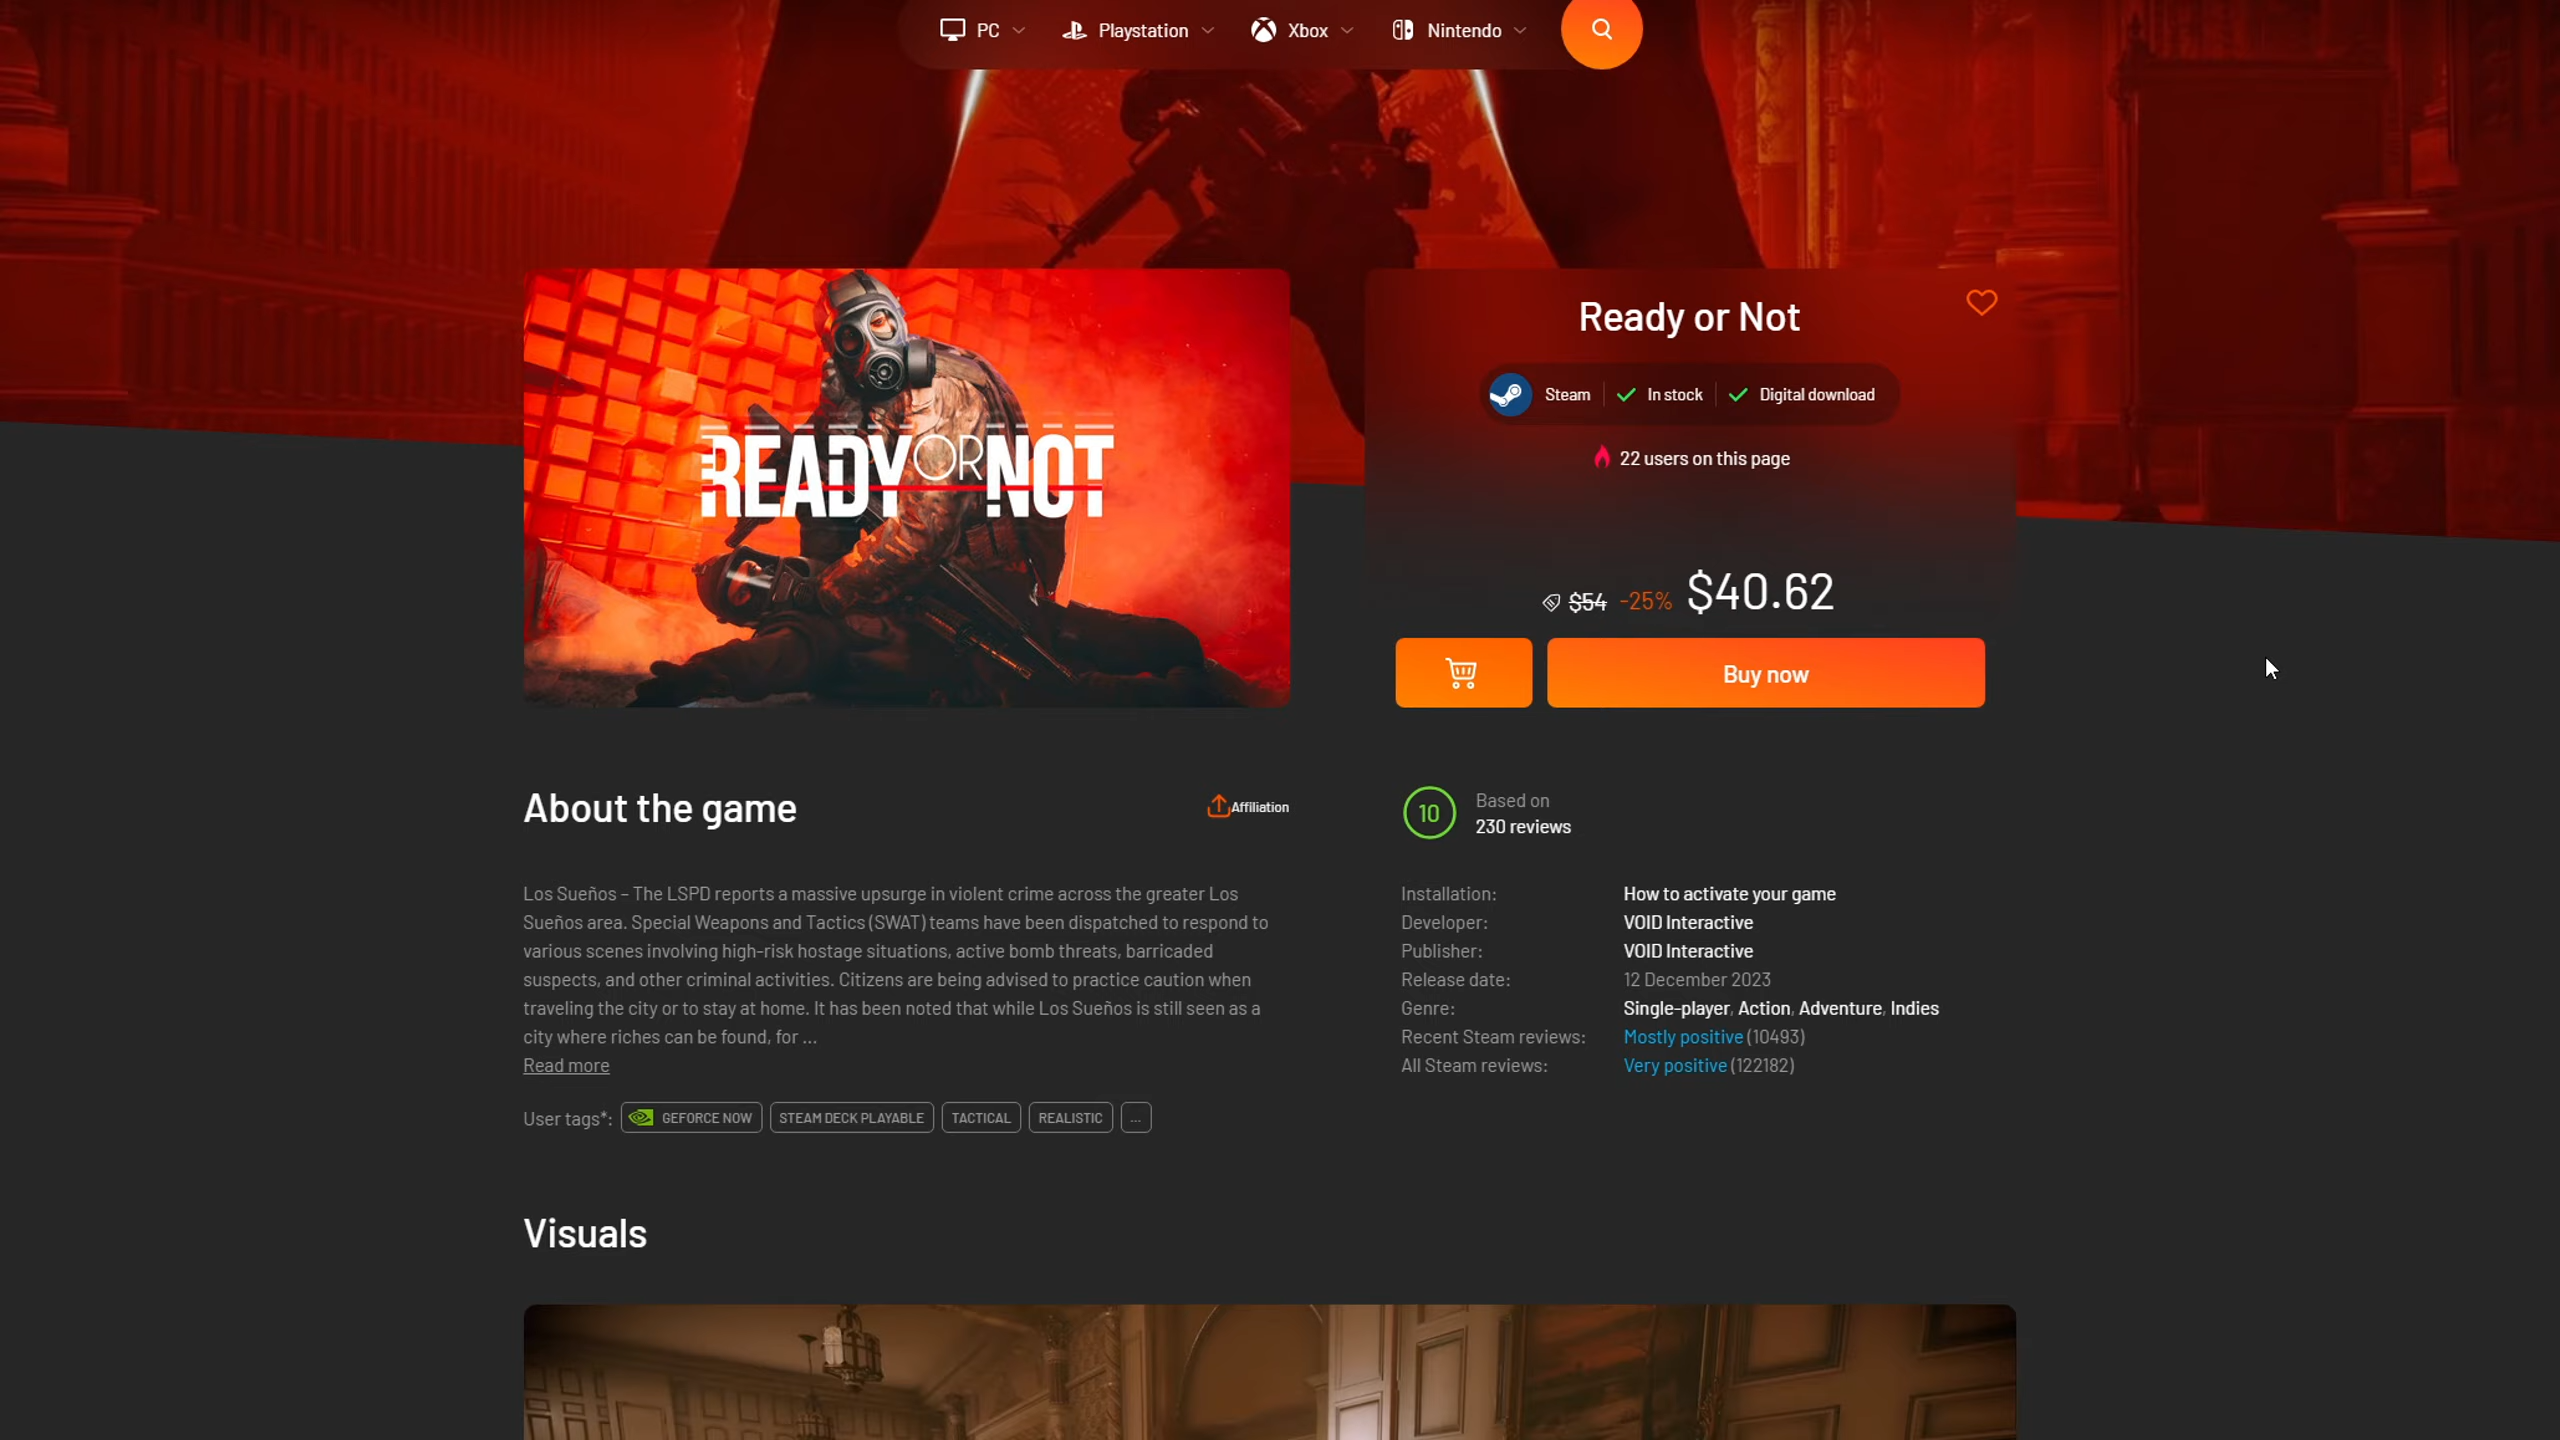 PC
Playstation
Xbox
Nintendo
READY OR NOT
Ready or Not
Steam
In stock
Digital download
22 users on this page
$54 -25% $40.62
Buy now
About the game
Affiliation
10
Based on
230 reviews
Los Sueños – The LSPD reports a massive upsurge in violent crime across the greater Los
Sueños area. Special Weapons and Tactics (SWAT) teams have been dispatched to respond to
various scenes involving high-risk hostage situations, active bomb threats, barricaded
suspects, and other criminal activities. Citizens are being advised to practice caution when
traveling the city or to stay at home. It has been noted that while Los Sueños is still seen as a
city where riches can be found, for ...
Read more
User tags*: GEFORCE NOW STEAM DECK PLAYABLE TACTICAL REALISTIC ...
Installation: How to activate your game
Developer: VOID Interactive
Publisher: VOID Interactive
Release date: 12 December 2023
Genre: Single-player, Action, Adventure, Indies
Recent Steam reviews: Mostly positive (10493)
All Steam reviews: Very positive (122182)
Visuals